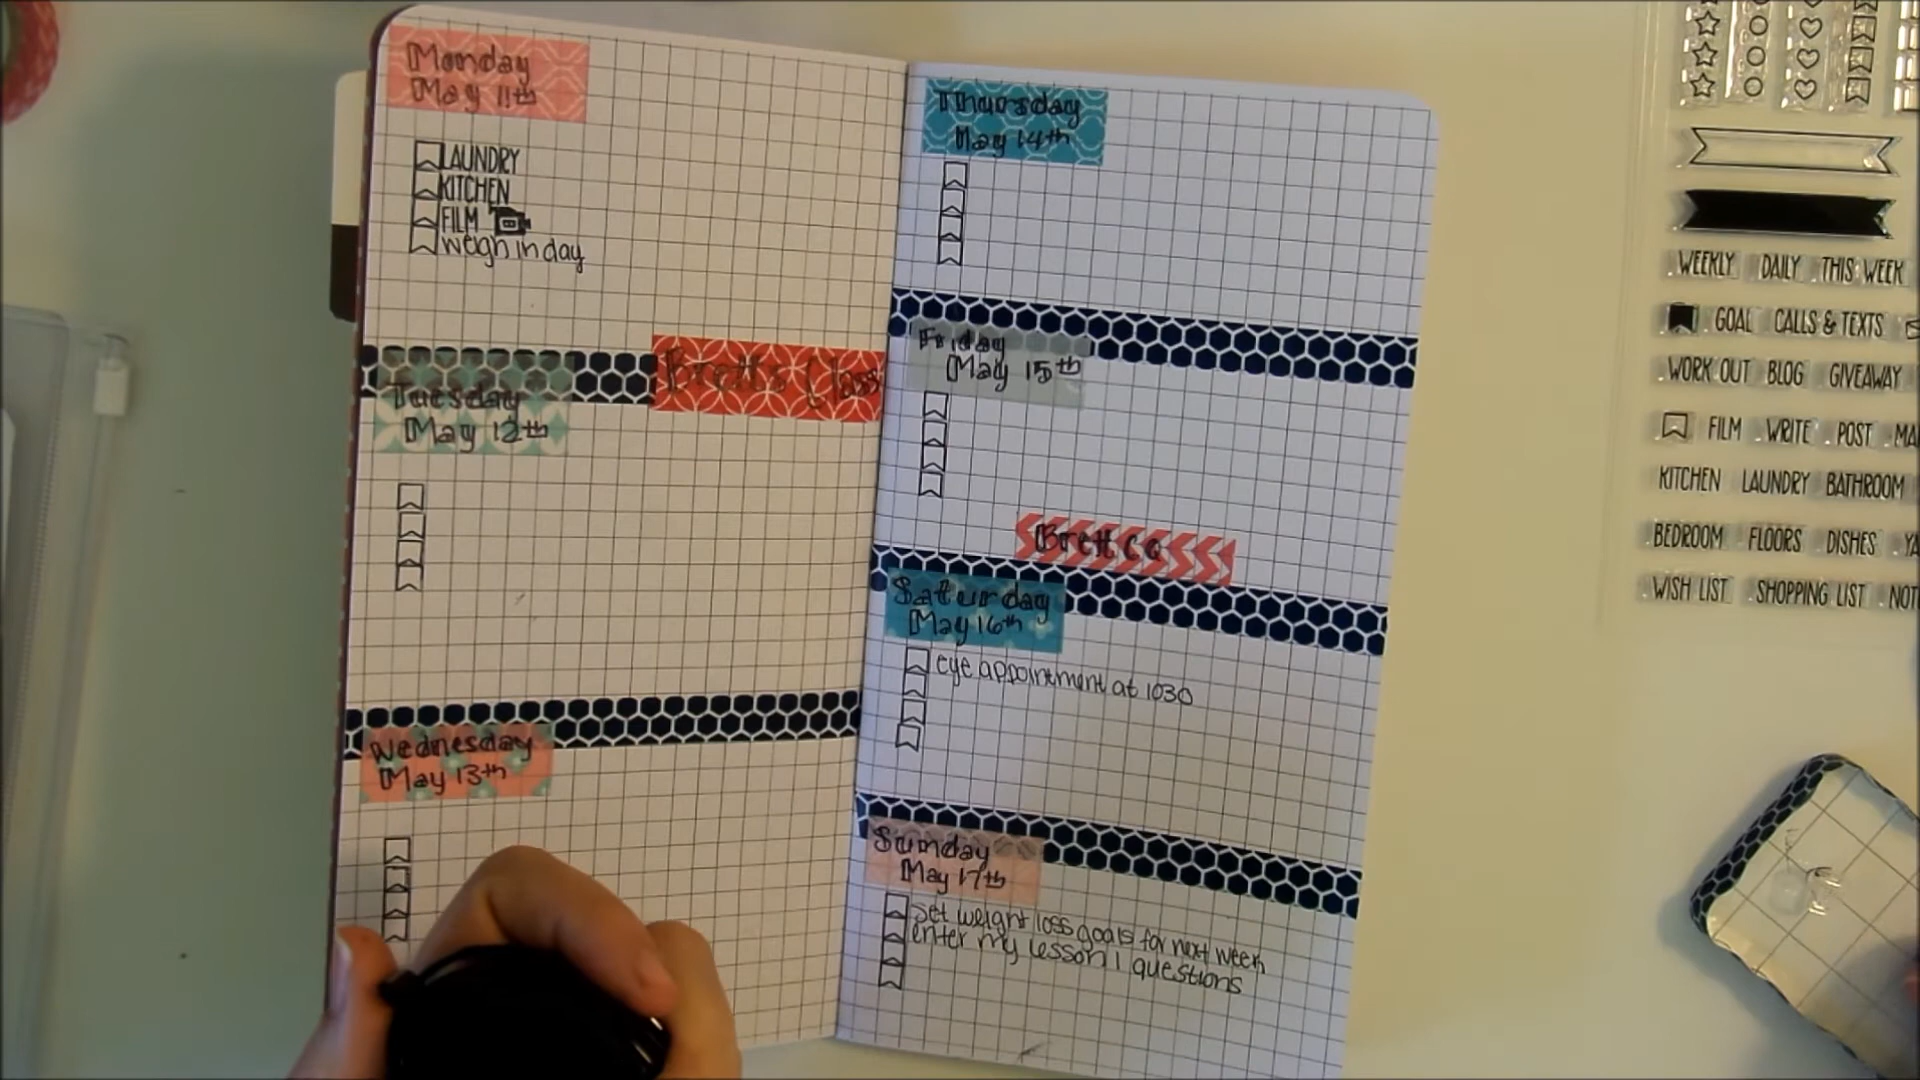 Monday
May 11th
LAUNDRY
KITCHEN
FILM
weigh in day
Brett's Class
Tuesday
May 12th
Wednesday
May 13th
Thursday
May 14th
Friday
May 15th
Brett CQ
Saturday
May 16th
eye appointment at 1030
Sunday
May 17th
set weight loss goals for next week
enter my lesson 1 questions
WEEKLY DAILY THIS WEEK
GOAL CALLS & TEXTS
WORK OUT BLOG GIVEAWAY
FILM WRITE POST
KITCHEN LAUNDRY BATHROOM
BEDROOM FLOORS DISHES
WISH LIST SHOPPING LIST